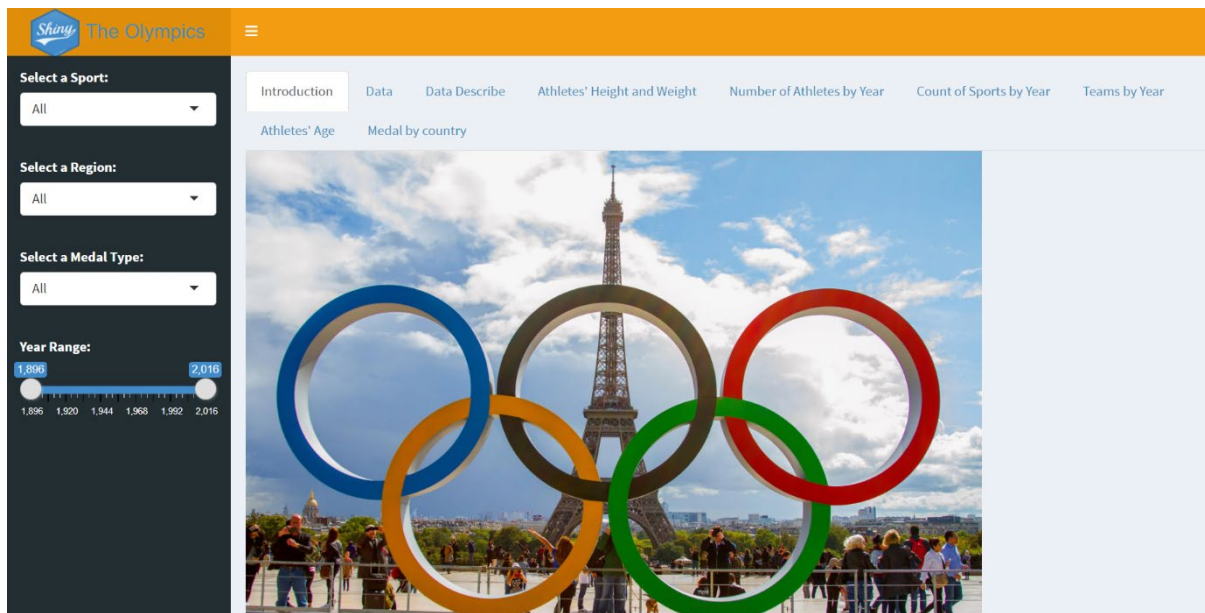 Shiny The Olympics
Select a Sport:
All
Select a Region:
All
Select a Medal Type:
All
Year Range:
1,896 2,016
1,896 1,920 1,944 1,968 1,992 2,016
Introduction Data Data Describe Athletes' Height and Weight Number of Athletes by Year Count of Sports by Year Teams by Year
Athletes' Age Medal by country